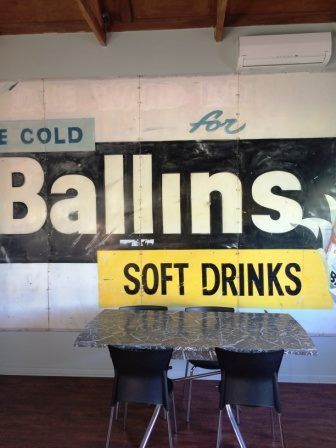 E COLD
for
Ballins
SOFT DRINKS